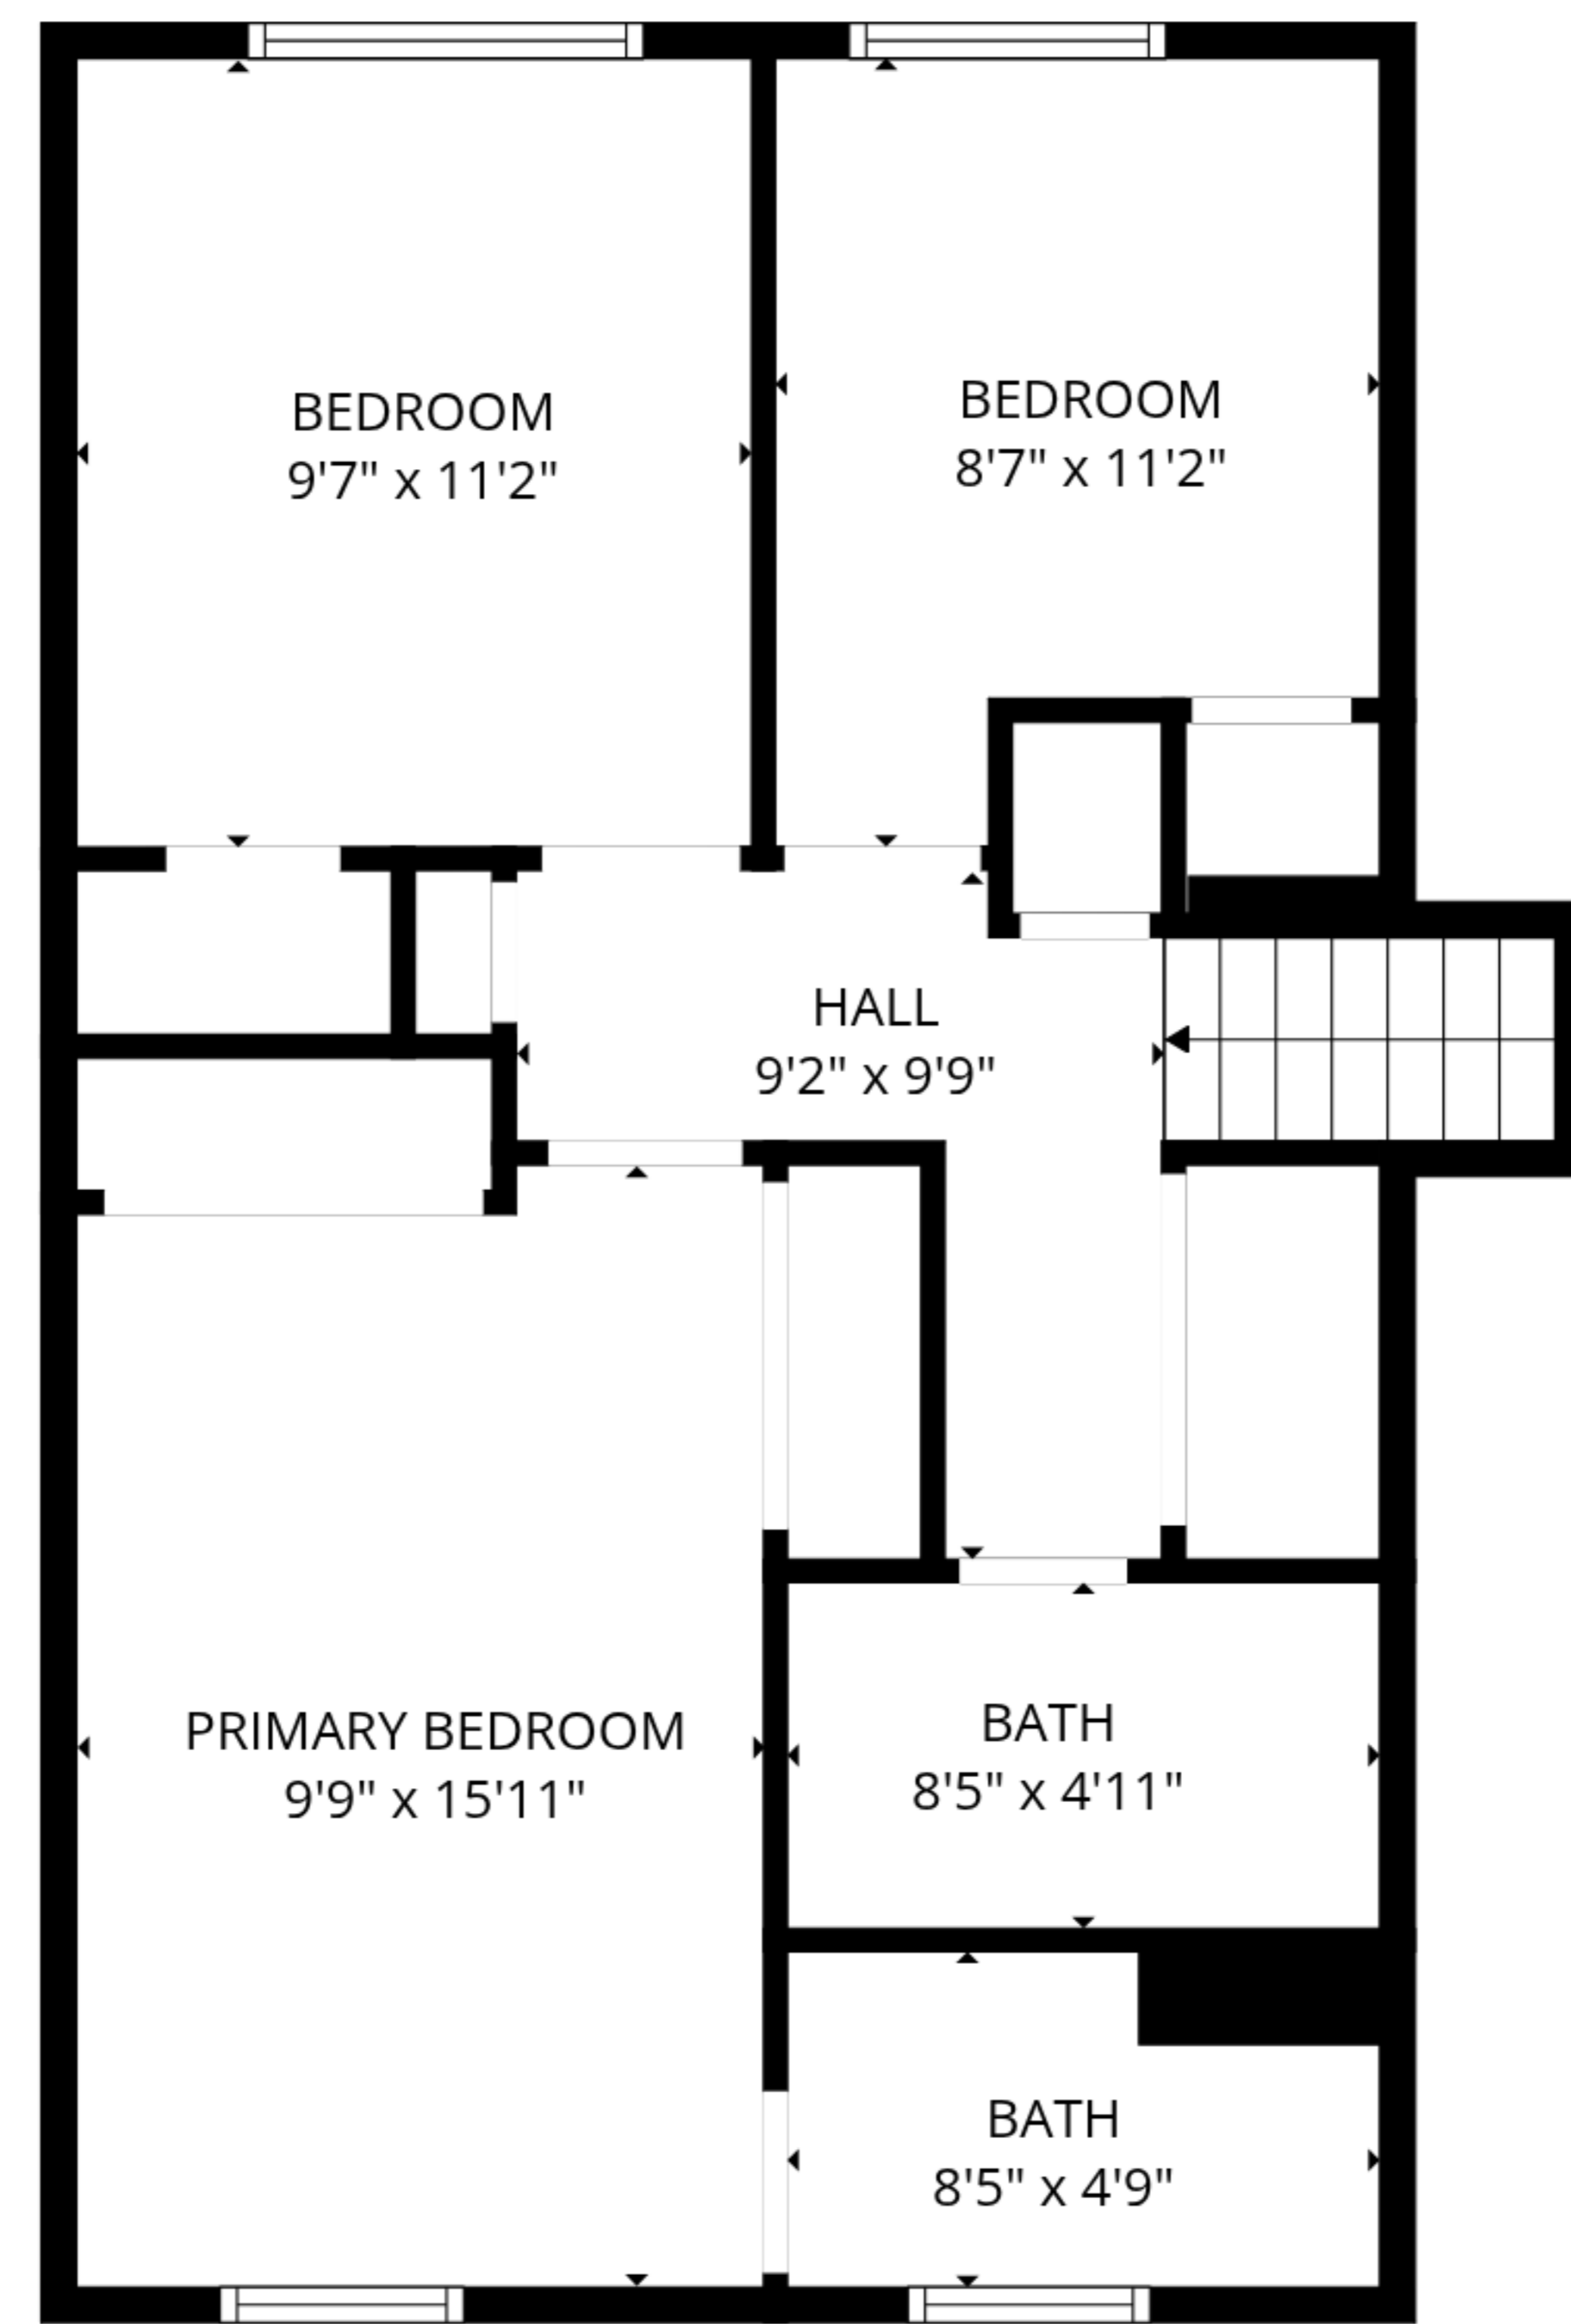 BEDROOM
9'7" x 11'2"
BEDROOM
8'7" x 11'2"
HALL
9'2" x 9'9"
PRIMARY BEDROOM
9'9" x 15'11"
BATH
8'5" x 4'11"
BATH
8'5" x 4'9"